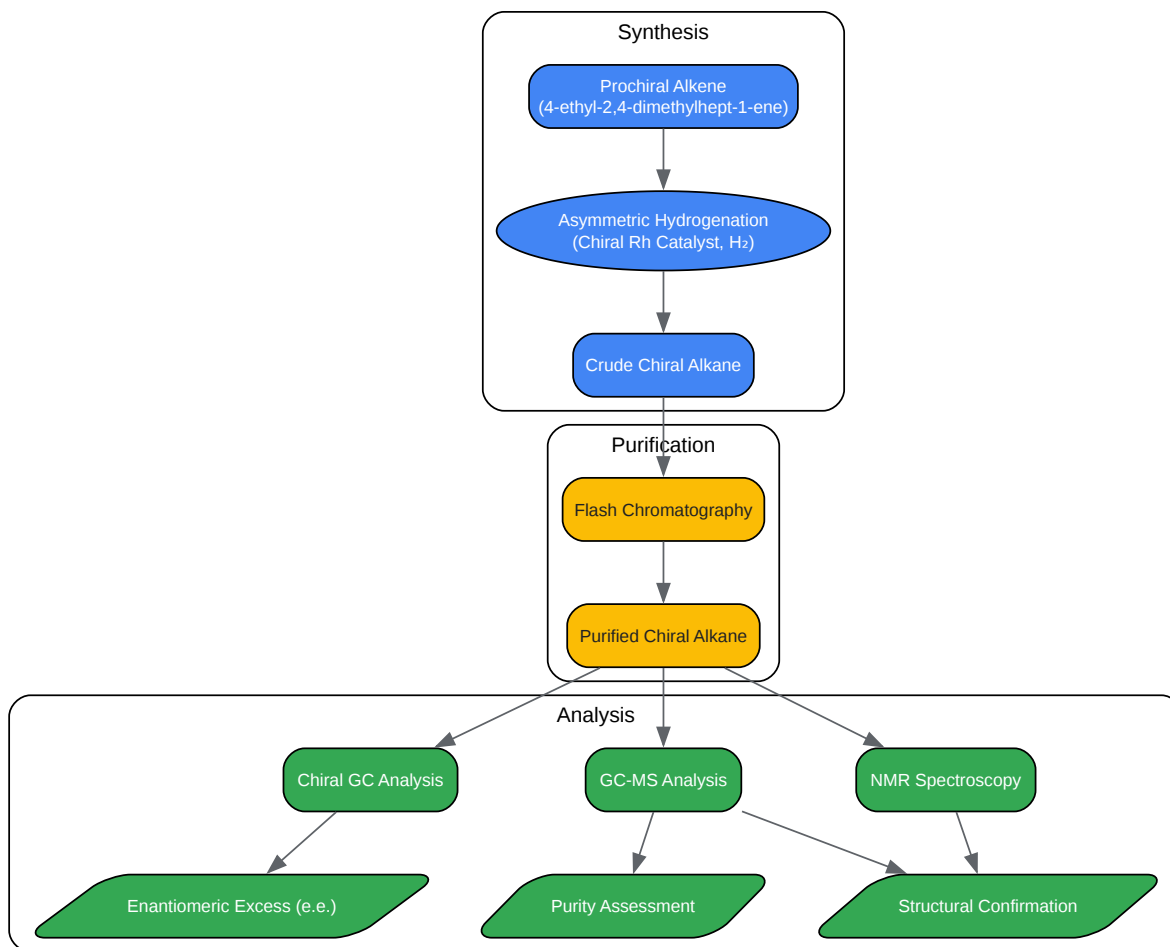 Synthesis
Prochiral Alkene
(4-ethyl-2,4-dimethylhept-1-ene)
Asymmetric Hydrogenation
(Chiral Rh Catalyst, H₂)
Crude Chiral Alkane
Purification
Flash Chromatography
Purified Chiral Alkane
Analysis
Chiral GC Analysis
GC-MS Analysis
NMR Spectroscopy
Enantiomeric Excess (e.e.)
Purity Assessment
Structural Confirmation